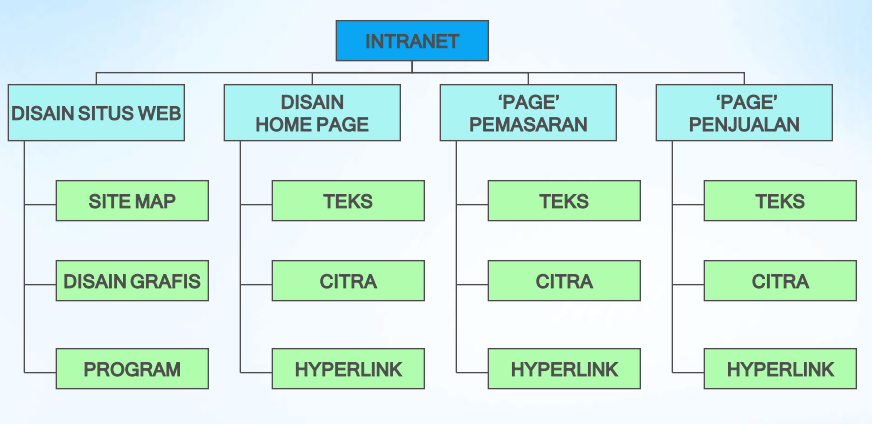 INTRANET
DISAIN SITUS WEB
DISAIN
HOME PAGE
‘PAGE’
PEMASARAN
‘PAGE’
PENJUALAN
SITE MAP
TEKS
TEKS
TEKS
DISAIN GRAFIS
CITRA
CITRA
CITRA
PROGRAM
HYPERLINK
HYPERLINK
HYPERLINK